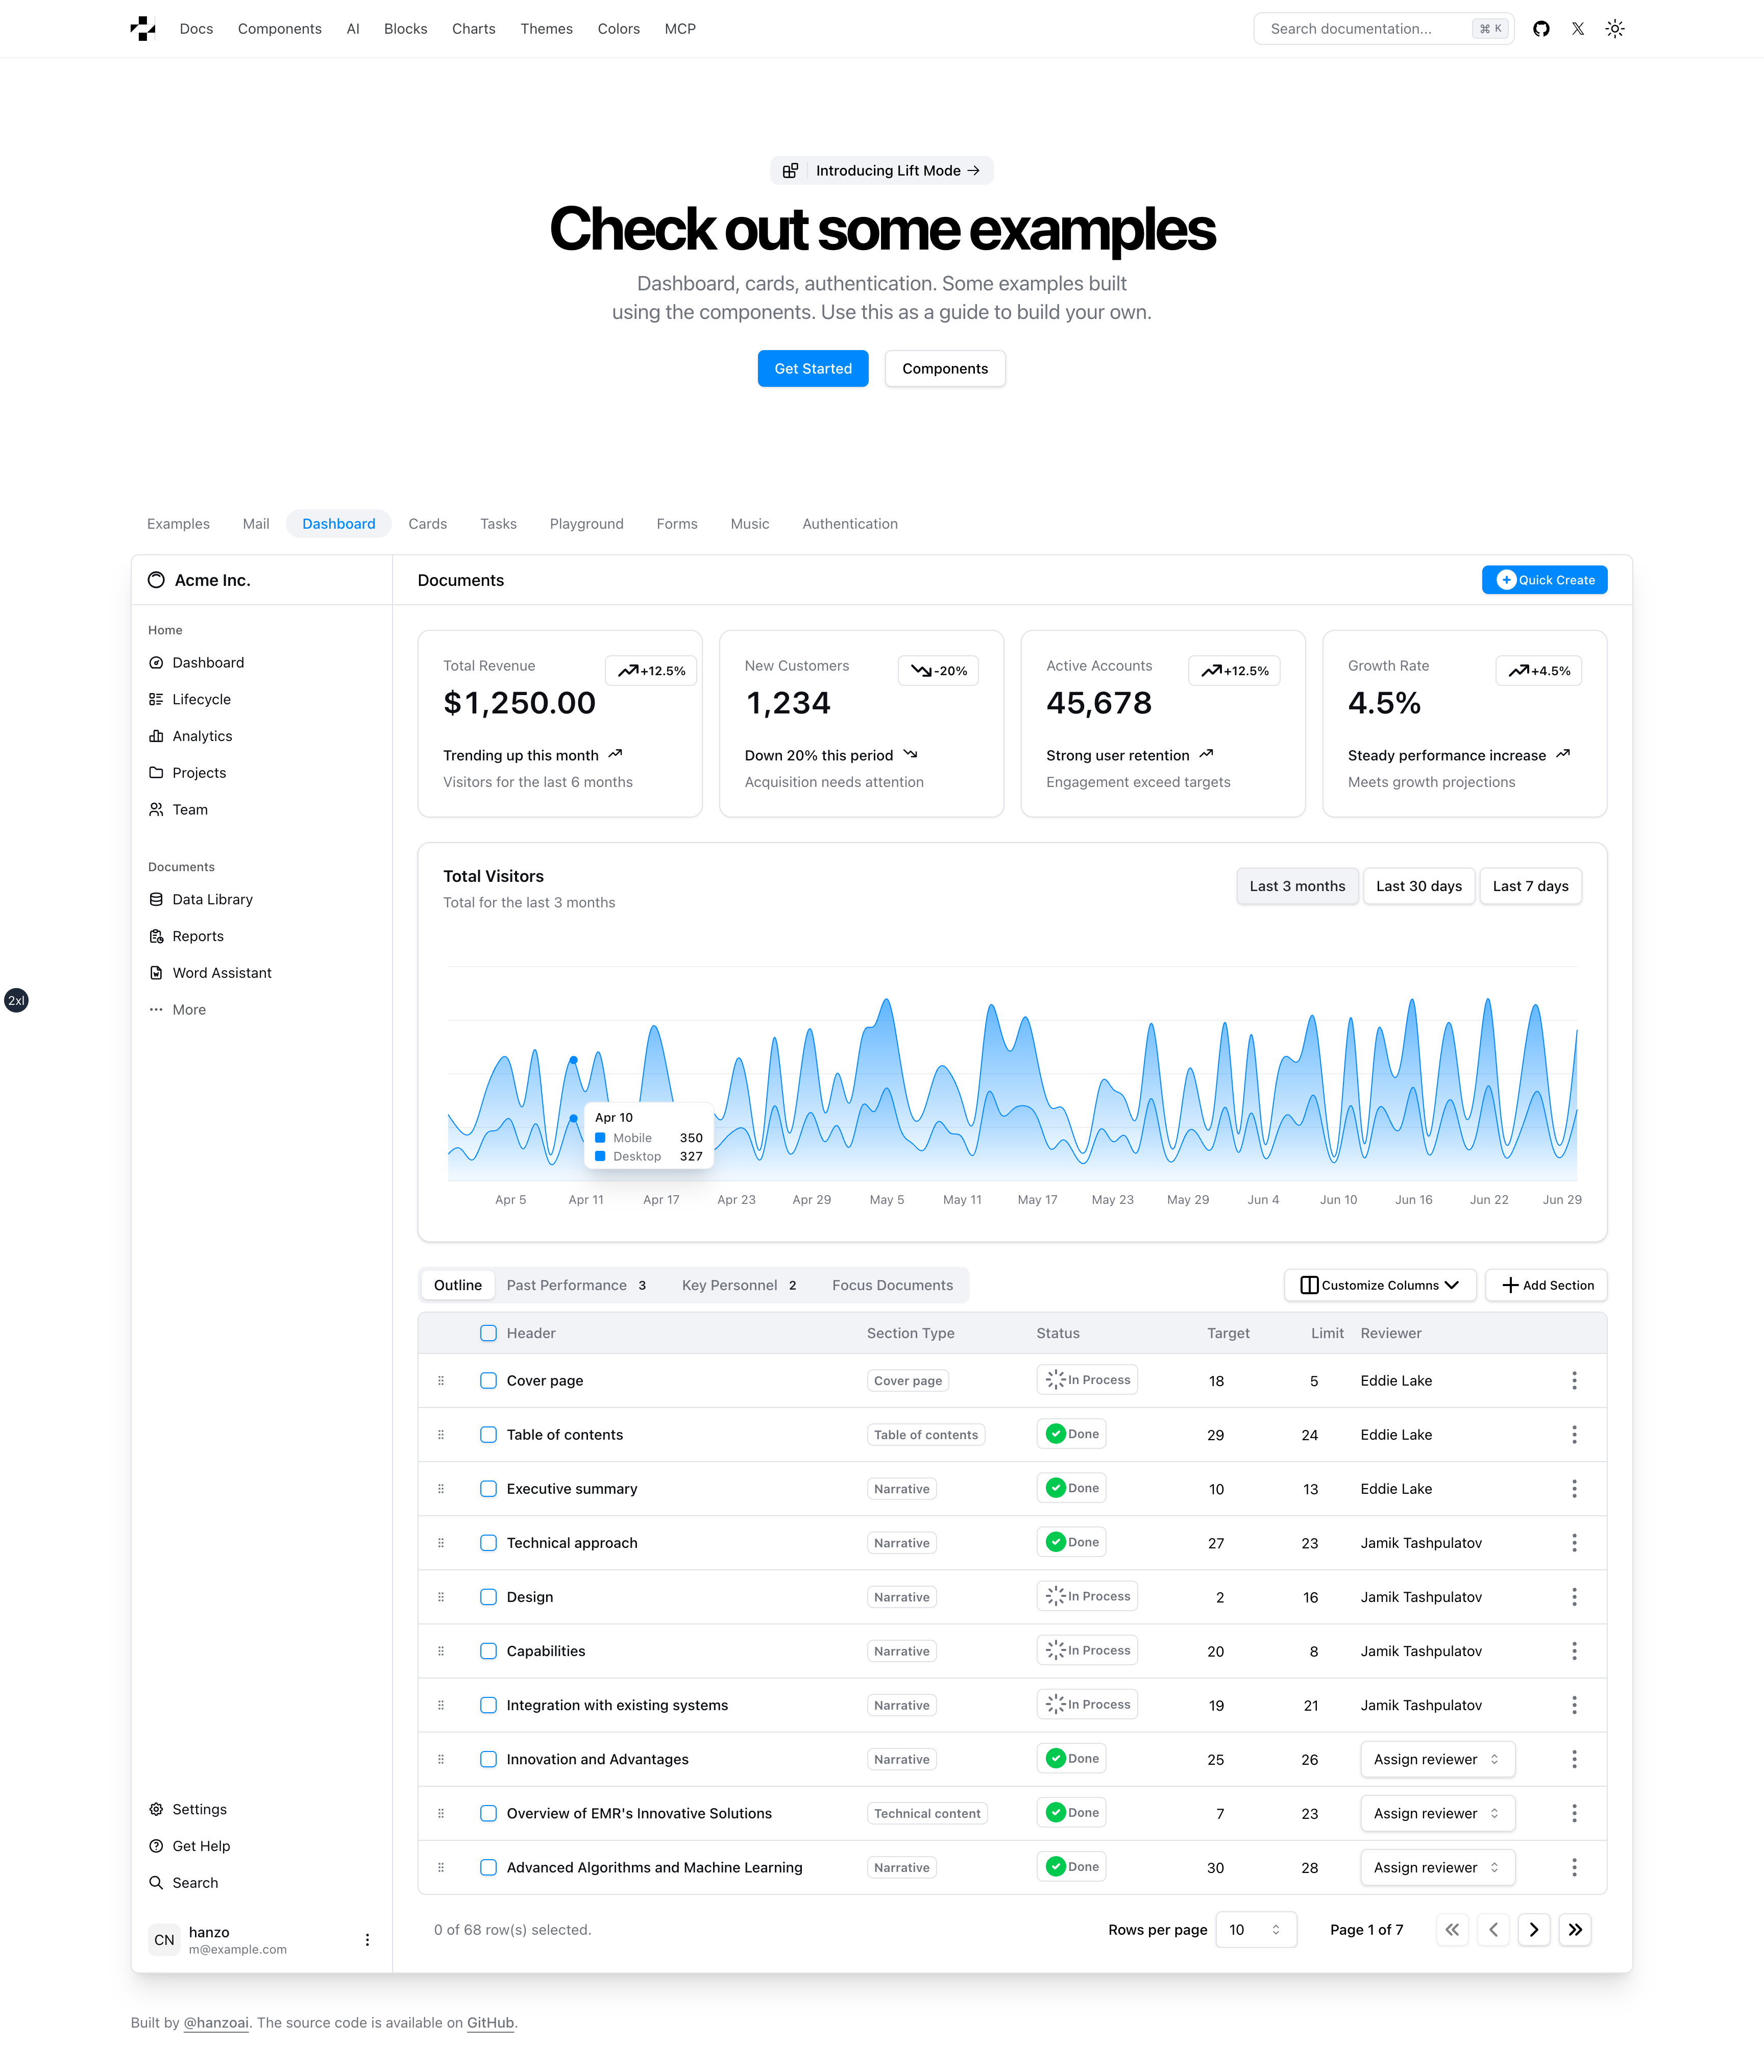 Docs Components AI Blocks Charts Themes Colors MCP
Search documentation... ⌘ K
Introducing Lift Mode →
Check out some examples
Dashboard, cards, authentication. Some examples built
using the components. Use this as a guide to build your own.
Get Started Components
Examples Mail Dashboard Cards Tasks Playground Forms Music Authentication
Acme Inc.
Home
Dashboard
Lifecycle
Analytics
Projects
Team
Documents
Data Library
Reports
Word Assistant
More
Settings
Get Help
Search
CN hanzo
m@example.com
2xl
Documents Quick Create
Total Revenue +12.5%
$1,250.00
Trending up this month
Visitors for the last 6 months
New Customers -20%
1,234
Down 20% this period
Acquisition needs attention
Active Accounts +12.5%
45,678
Strong user retention
Engagement exceed targets
Growth Rate +4.5%
4.5%
Steady performance increase
Meets growth projections
Total Visitors
Total for the last 3 months
Last 3 months Last 30 days Last 7 days
Apr 10
Mobile 350
Desktop 327
Apr 5 Apr 11 Apr 17 Apr 23 Apr 29 May 5 May 11 May 17 May 23 May 29 Jun 4 Jun 10 Jun 16 Jun 22 Jun 29
Outline Past Performance 3 Key Personnel 2 Focus Documents Customize Columns Add Section
Header Section Type Status Target Limit Reviewer
Cover page Cover page In Process 18 5 Eddie Lake
Table of contents Table of contents Done 29 24 Eddie Lake
Executive summary Narrative Done 10 13 Eddie Lake
Technical approach Narrative Done 27 23 Jamik Tashpulatov
Design Narrative In Process 2 16 Jamik Tashpulatov
Capabilities Narrative In Process 20 8 Jamik Tashpulatov
Integration with existing systems Narrative In Process 19 21 Jamik Tashpulatov
Innovation and Advantages Narrative Done 25 26 Assign reviewer
Overview of EMR's Innovative Solutions Technical content Done 7 23 Assign reviewer
Advanced Algorithms and Machine Learning Narrative Done 30 28 Assign reviewer
0 of 68 row(s) selected. Rows per page 10 Page 1 of 7
Built by @hanzoai. The source code is available on GitHub.